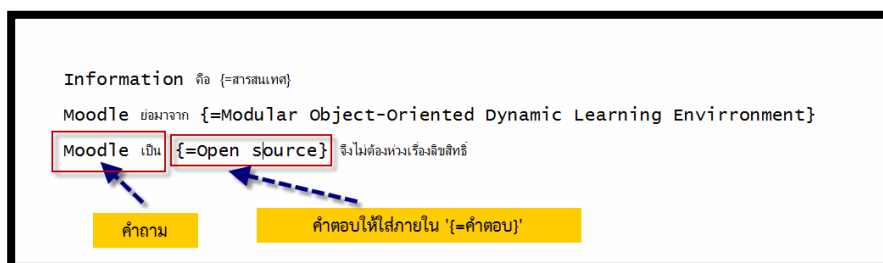 Information คือ {=สารสนเทศ}
Moodle ย่อมาจาก {=Modular Object-Oriented Dynamic Learning Envirronment}
Moodle เป็น {=Open source} จึงไม่ต้องห่วงเรื่องลิขสิทธิ์
คำถาม
คำตอบให้ใส่ภายใน '{=คำตอบ}'